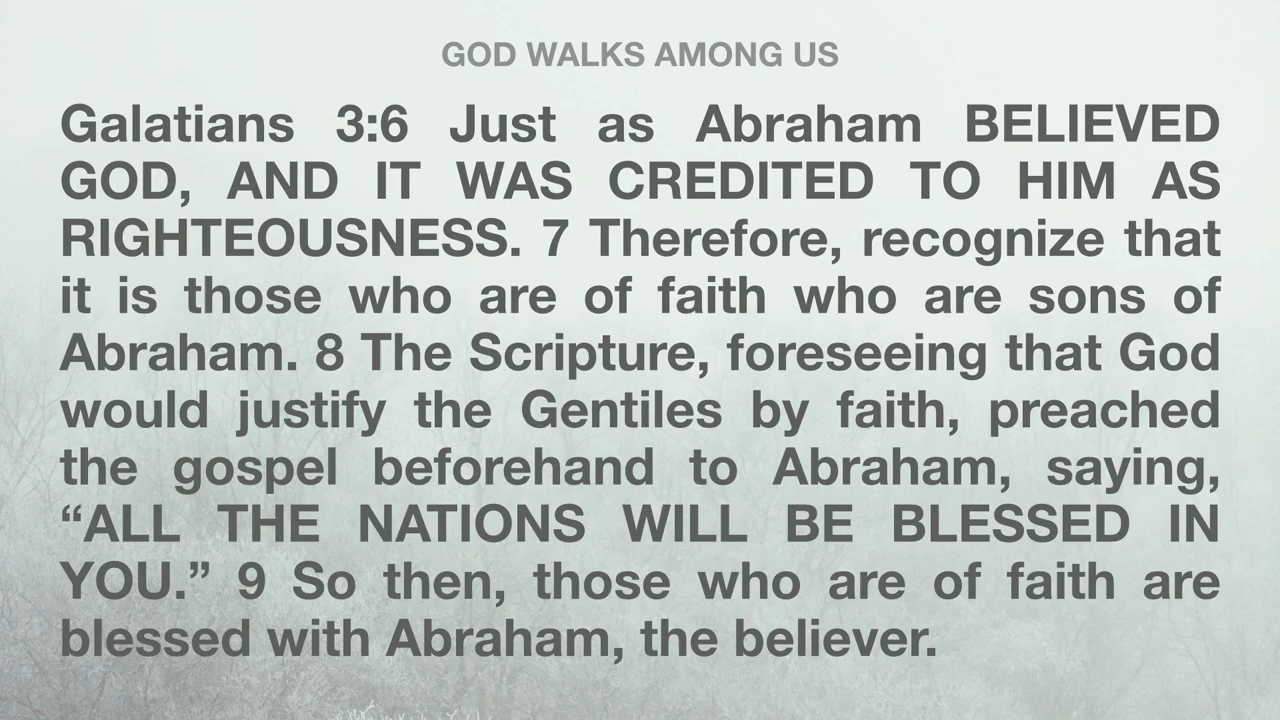 GOD WALKS AMONG US
Galatians 3:6 Just as Abraham BELIEVED
GOD, AND IT WAS CREDITED TO HIM AS
RIGHTEOUSNESS. 7 Therefore, recognize that
it is those who are of faith who are sons of
Abraham. 8 The Scripture, foreseeing that God
would justify the Gentiles by faith, preached
the gospel beforehand to Abraham, saying,
“ALL THE NATIONS WILL BE BLESSED IN
YOU.” 9 So then, those who are of faith are
blessed with Abraham, the believer.